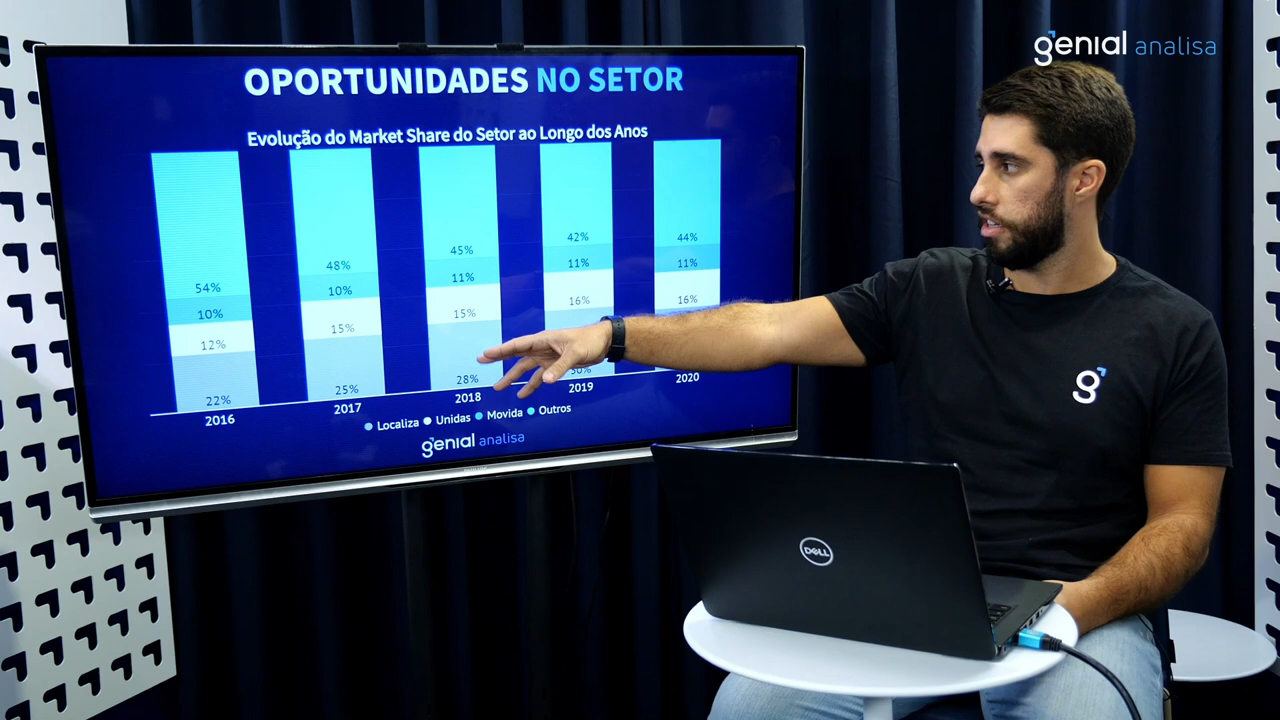 genial analisa
OPORTUNIDADES NO SETOR
Evolução do Market Share do Setor ao Longo dos Anos
54% 48% 45% 42% 44%
10% 10% 11% 11% 11%
12% 15% 15% 16% 16%
22% 25% 28% 30%
2016 2017 2018 2019 2020
Localiza Unidas Movida Outros
genial analisa
g
DELL